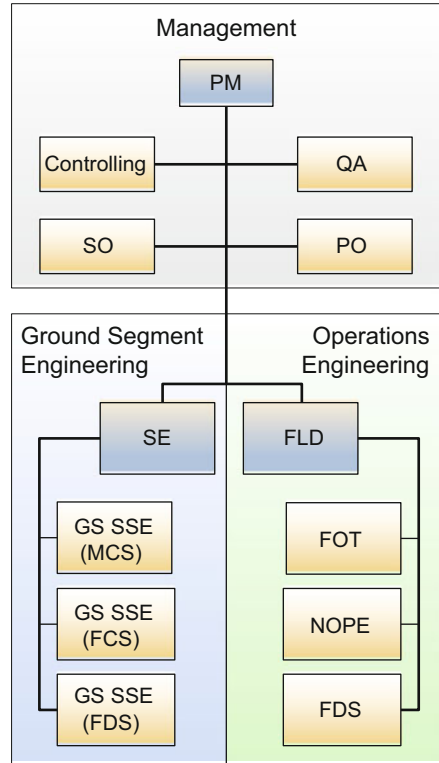 Management
PM
Controlling
QA
SO
PO
Ground Segment
Engineering
Operations
Engineering
SE
FLD
GS SSE
(MCS)
GS SSE
(FCS)
GS SSE
(FDS)
FOT
NOPE
FDS